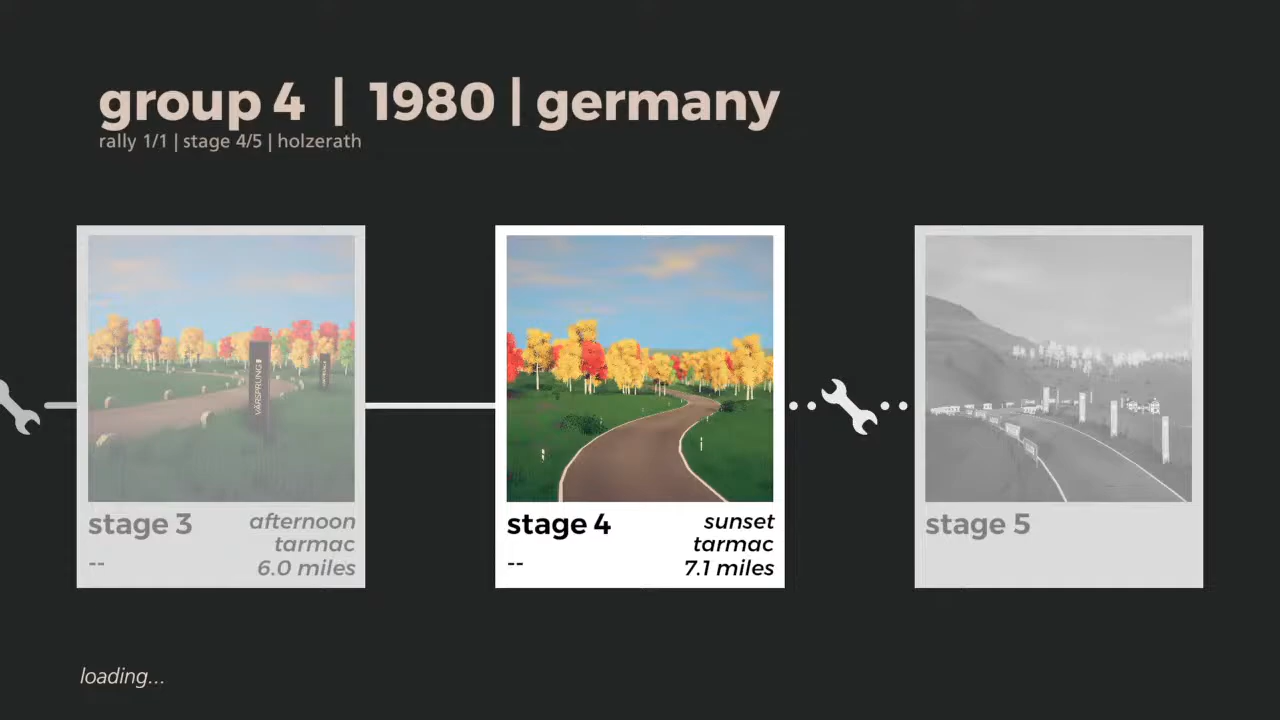 group 4 | 1980 | germany
rally 1/1 | stage 4/5 | holzerath
VÄRSPRUNG
stage 3
afternoon
tarmac
--
6.0 miles
stage 4
sunset
tarmac
--
7.1 miles
stage 5
loading...